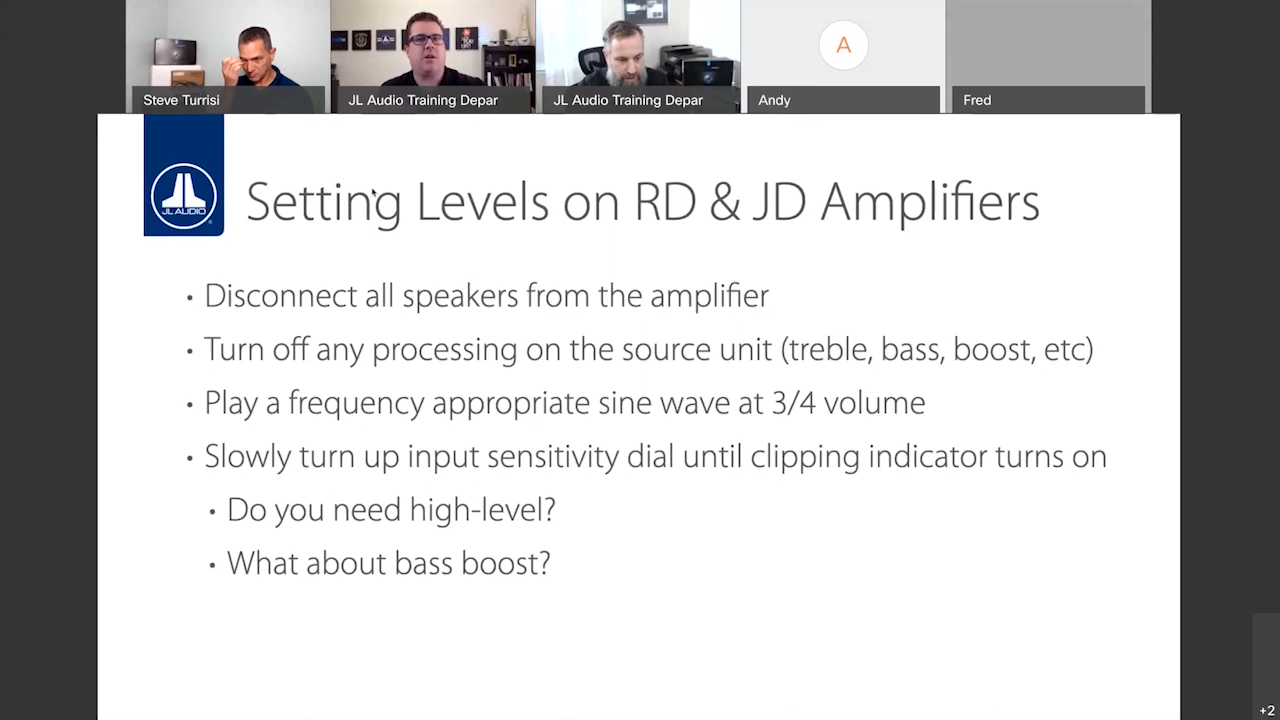 A
Steve Turrisi
JL Audio Training Depar
JL Audio Training Depar
Andy
Fred
JL AUDIO
Setting Levels on RD & JD Amplifiers
• Disconnect all speakers from the amplifier
• Turn off any processing on the source unit (treble, bass, boost, etc)
• Play a frequency appropriate sine wave at 3/4 volume
• Slowly turn up input sensitivity dial until clipping indicator turns on
• Do you need high-level?
• What about bass boost?
+2